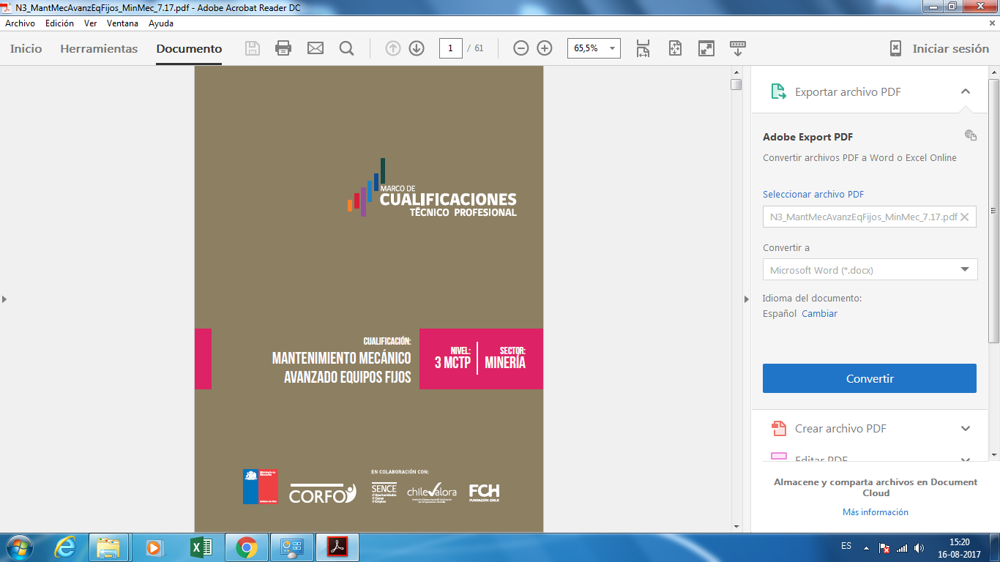 N3_MantMecAvanzEqFijos_MinMec_7.17.pdf - Adobe Acrobat Reader DC
Archivo Edición Ver Ventana Ayuda
Inicio Herramientas Documento 1 / 61 65,5% Iniciar sesión
MARCO DE
CUALIFICACIONES
TÉCNICO PROFESIONAL
CUALIFICACIÓN:
MANTENIMIENTO MECÁNICO
AVANZADO EQUIPOS FIJOS
NIVEL:
3 MCTP
SECTOR:
MINERÍA
EN COLABORACIÓN CON:
Ministerio de
Educación
CORFO
SENCE
chilevalora
FCH
FUNDACIÓN CHILE
Exportar archivo PDF
Adobe Export PDF
Convertir archivos PDF a Word o Excel Online
Seleccionar archivo PDF
N3_MantMecAvanzEqFijos_MinMec_7.17.pdf
Convertir a
Microsoft Word (*.docx)
Idioma del documento:
Español Cambiar
Convertir
Crear archivo PDF
Editar PDF
Almacene y comparta archivos en Document
Cloud
Más información
ES
15:20
16-08-2017